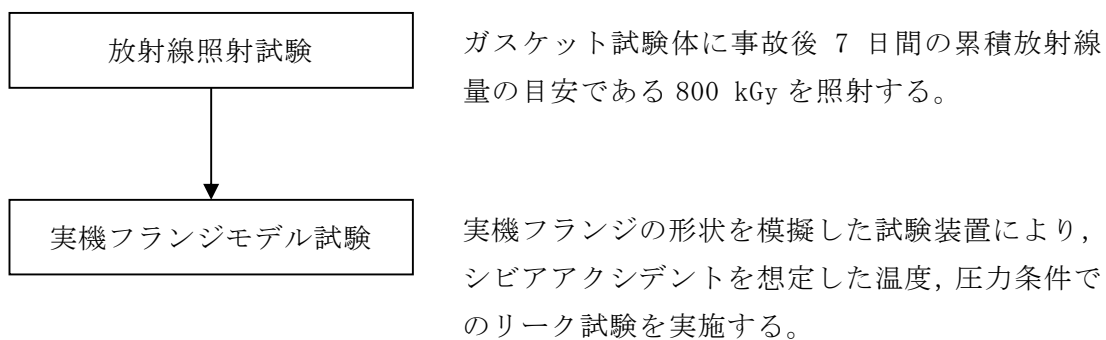 放射線照射試験
ガスケット試験体に事故後 7 日間の累積放射線
量の目安である 800 kGy を照射する。
実機フランジモデル試験
実機フランジの形状を模擬した試験装置により,
シビアアクシデントを想定した温度,圧力条件で
のリーク試験を実施する。